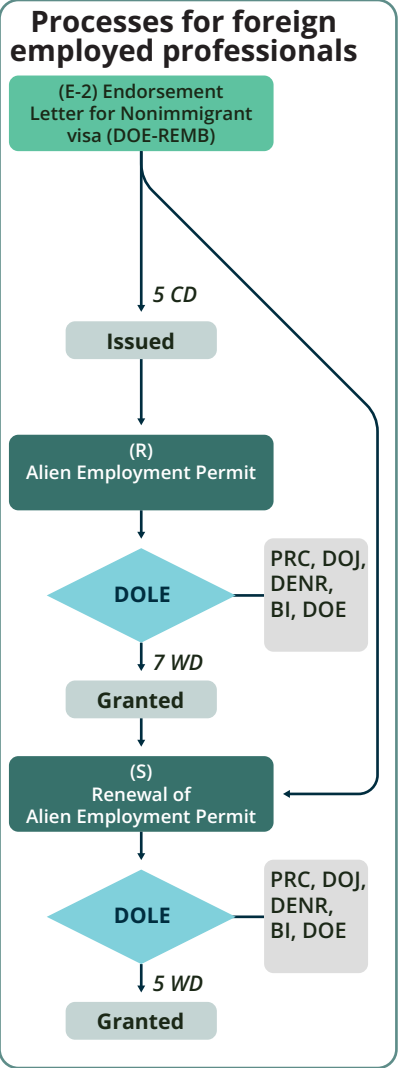 Processes for foreign
employed professionals
(E-2) Endorsement
Letter for Nonimmigrant
visa (DOE-REMB)
5 CD
Issued
(R)
Alien Employment Permit
DOLE
PRC, DOJ,
DENR,
BI, DOE
7 WD
Granted
(S)
Renewal of
Alien Employment Permit
DOLE
PRC, DOJ,
DENR,
BI, DOE
5 WD
Granted